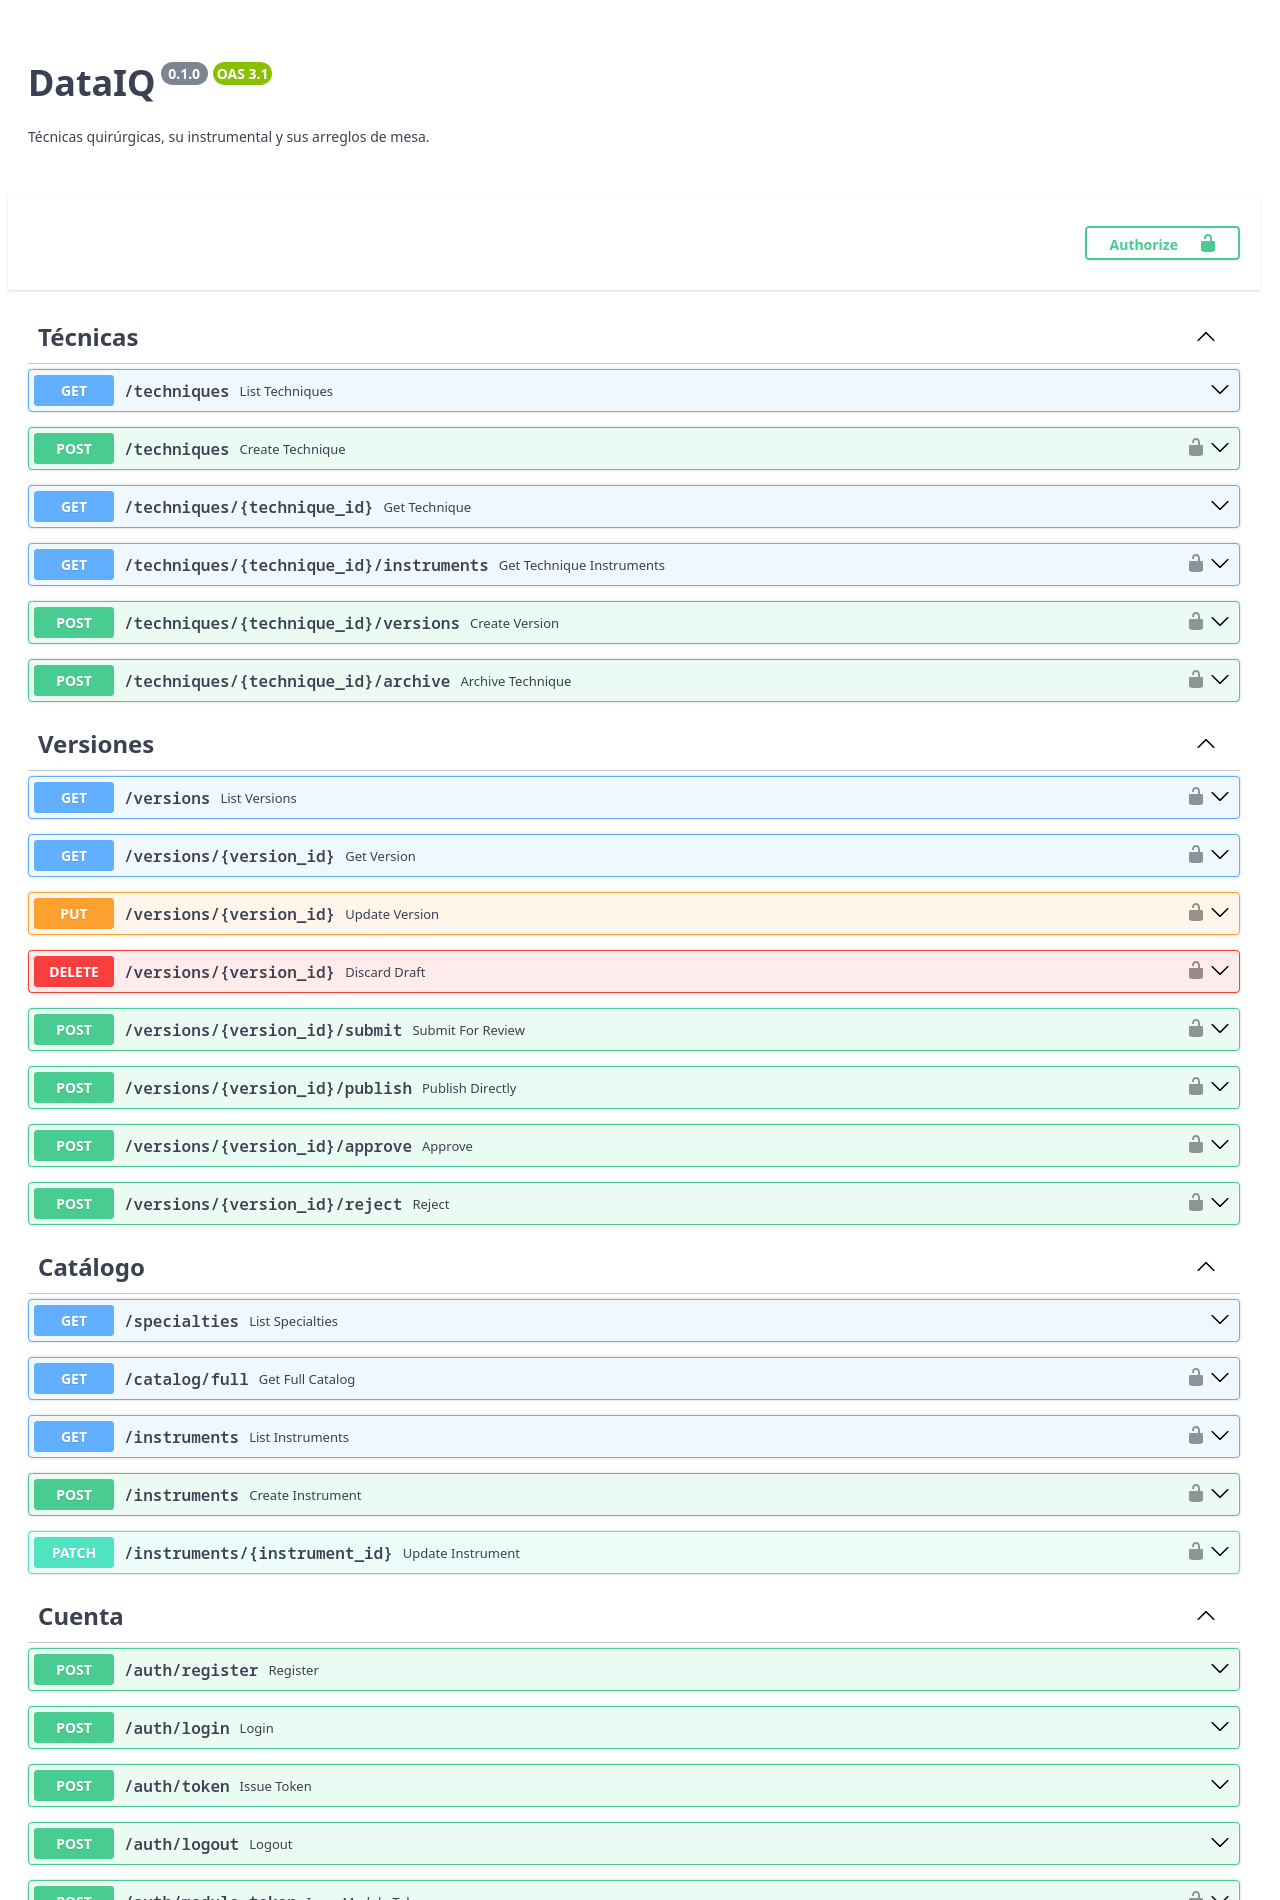 DataIQ 0.1.0 OAS 3.1
Técnicas quirúrgicas, su instrumental y sus arreglos de mesa.
Authorize
Técnicas
GET /techniques List Techniques
POST /techniques Create Technique
GET /techniques/{technique_id} Get Technique
GET /techniques/{technique_id}/instruments Get Technique Instruments
POST /techniques/{technique_id}/versions Create Version
POST /techniques/{technique_id}/archive Archive Technique
Versiones
GET /versions List Versions
GET /versions/{version_id} Get Version
PUT /versions/{version_id} Update Version
DELETE /versions/{version_id} Discard Draft
POST /versions/{version_id}/submit Submit For Review
POST /versions/{version_id}/publish Publish Directly
POST /versions/{version_id}/approve Approve
POST /versions/{version_id}/reject Reject
Catálogo
GET /specialties List Specialties
GET /catalog/full Get Full Catalog
GET /instruments List Instruments
POST /instruments Create Instrument
PATCH /instruments/{instrument_id} Update Instrument
Cuenta
POST /auth/register Register
POST /auth/login Login
POST /auth/token Issue Token
POST /auth/logout Logout
POST